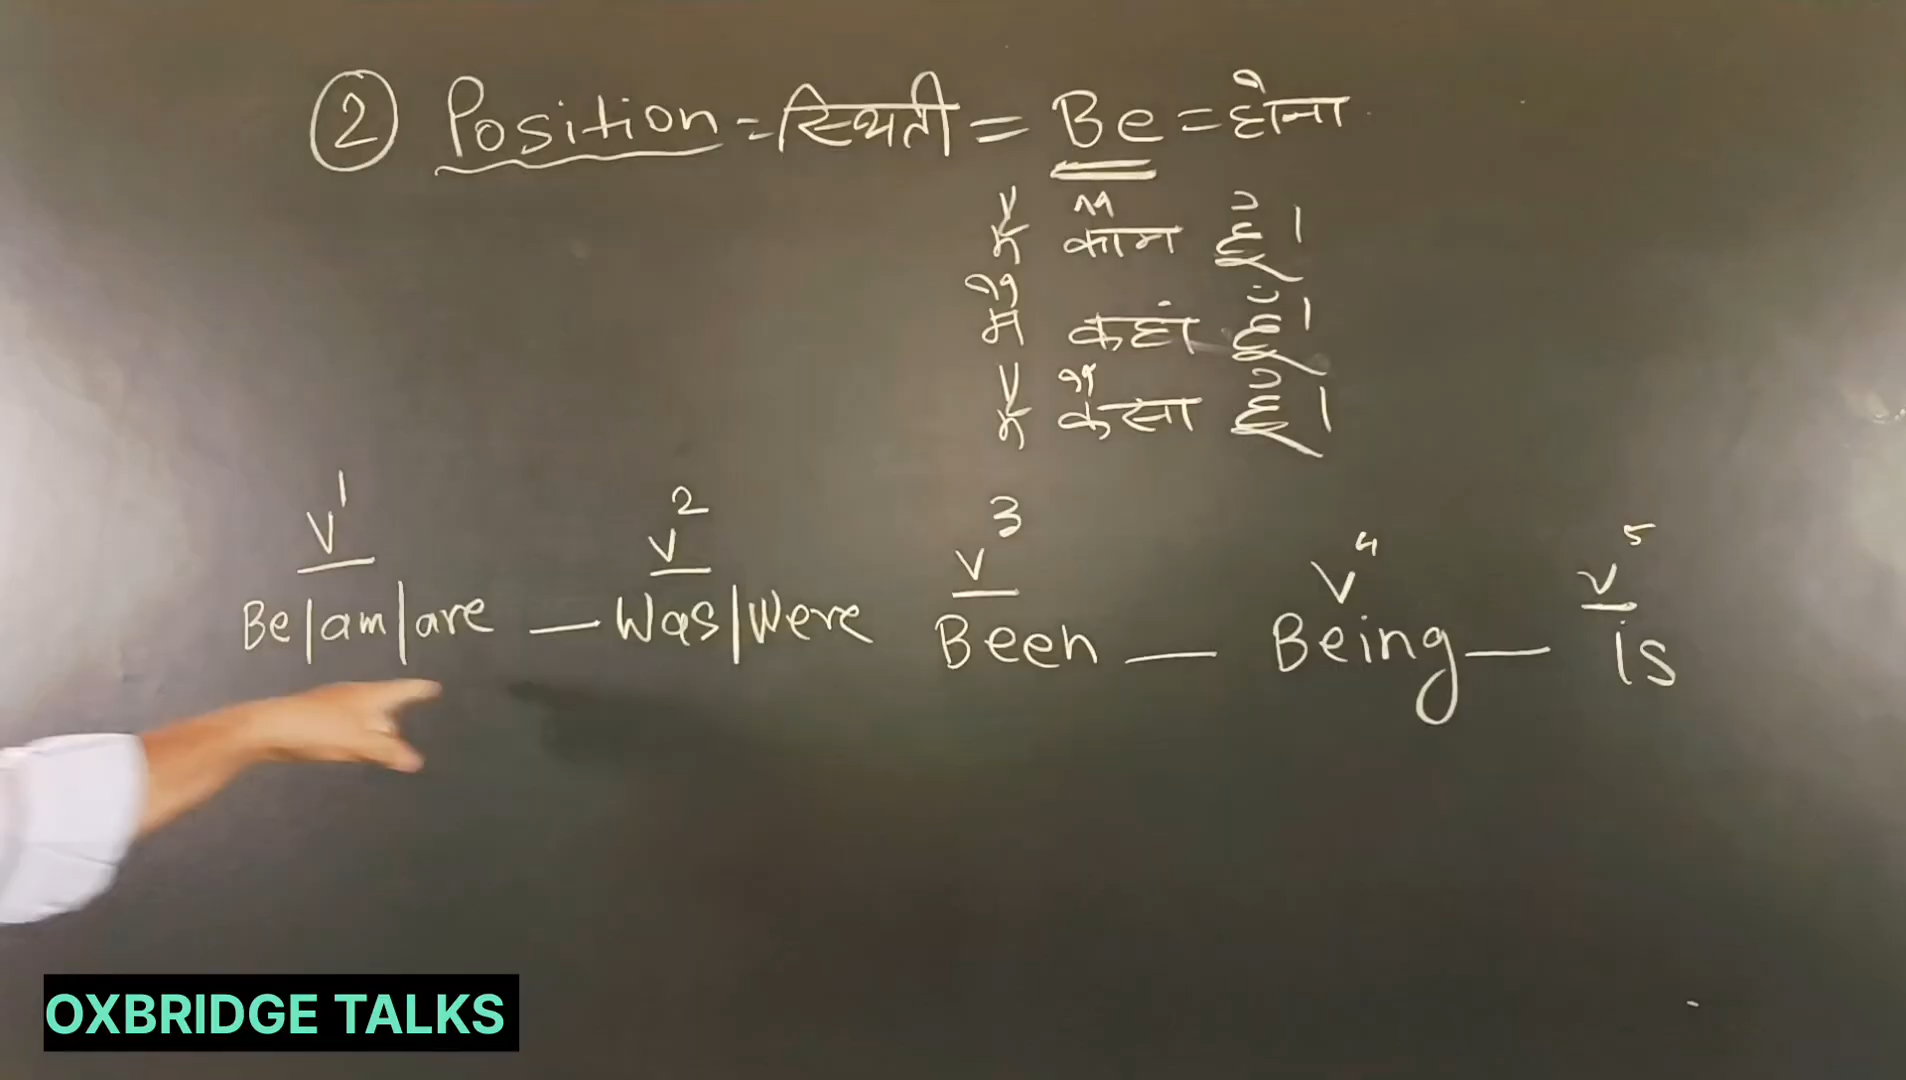 ② Position = स्थिती = Be = होना
मैं कौन हूँ।
मैं कहां हूँ।
मैं कैसा हूँ।
V1 V2 V3 V4 V5
Be|am|are — Was|Were Been — Being — is
OXBRIDGE TALKS